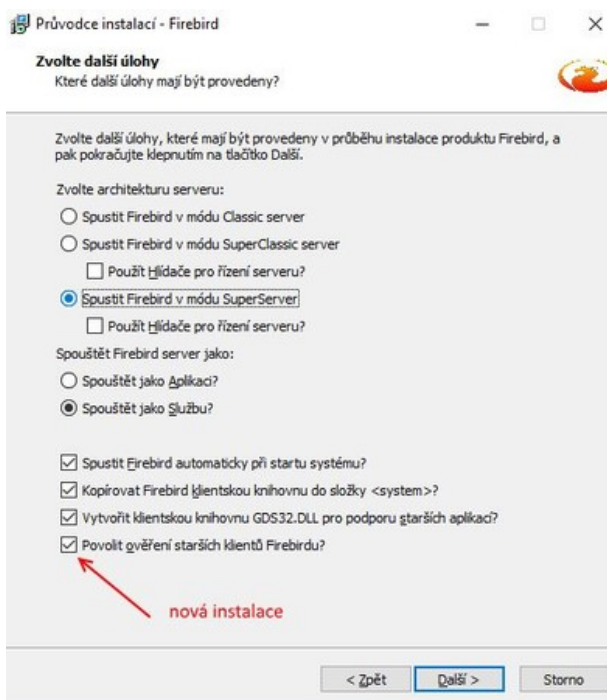 Průvodce instalací - Firebird
Zvolte další úlohy
Které další úlohy mají být provedeny?
Zvolte další úlohy, které mají být provedeny v průběhu instalace produktu Firebird, a
pak pokračujte klepnutím na tlačítko Další.
Zvolte architekturu serveru:
Spustit Firebird v módu Classic server
Spustit Firebird v módu SuperClassic server
Použít Hlídače pro řízení serveru?
Spustit Firebird v módu SuperServer
Použít Hlídače pro řízení serveru?
Spouštět Firebird server jako:
Spouštět jako Aplikaci?
Spouštět jako Službu?
Spustit Firebird automaticky při startu systému?
Kopírovat Firebird klientskou knihovnu do složky <system>?
Vytvořit klientskou knihovnu GDS32.DLL pro podporu starších aplikací?
Povolit ověření starších klientů Firebirdu?
nová instalace
< Zpět
Další >
Storno